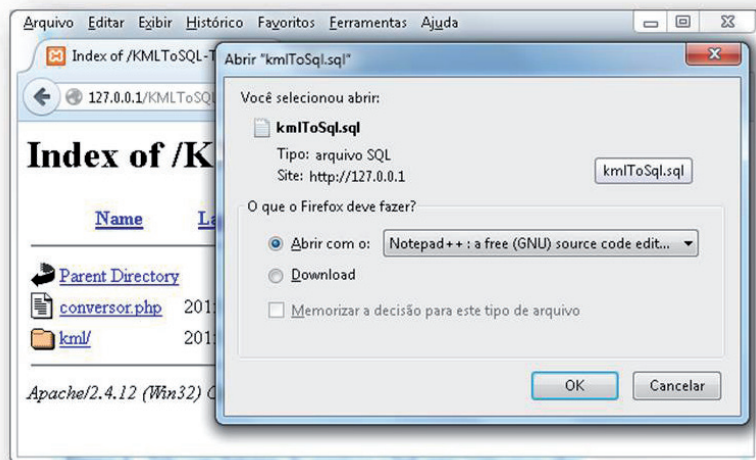 Arquivo Editar Exibir Histórico Favoritos Ferramentas Ajuda
Index of /KMLToSQL-T
127.0.0.1/KMLToSQL
Index of /K
Name La
Parent Directory
conversor.php 201
kml/ 201
Apache/2.4.12 (Win32)
Abrir "kmlToSql.sql"
Você selecionou abrir:
kmlToSql.sql
Tipo: arquivo SQL
Site: http://127.0.0.1
kmlToSql.sql
O que o Firefox deve fazer?
Abrir com o: Notepad++ : a free (GNU) source code edit...
Download
Memorizar a decisão para este tipo de arquivo
OK Cancelar